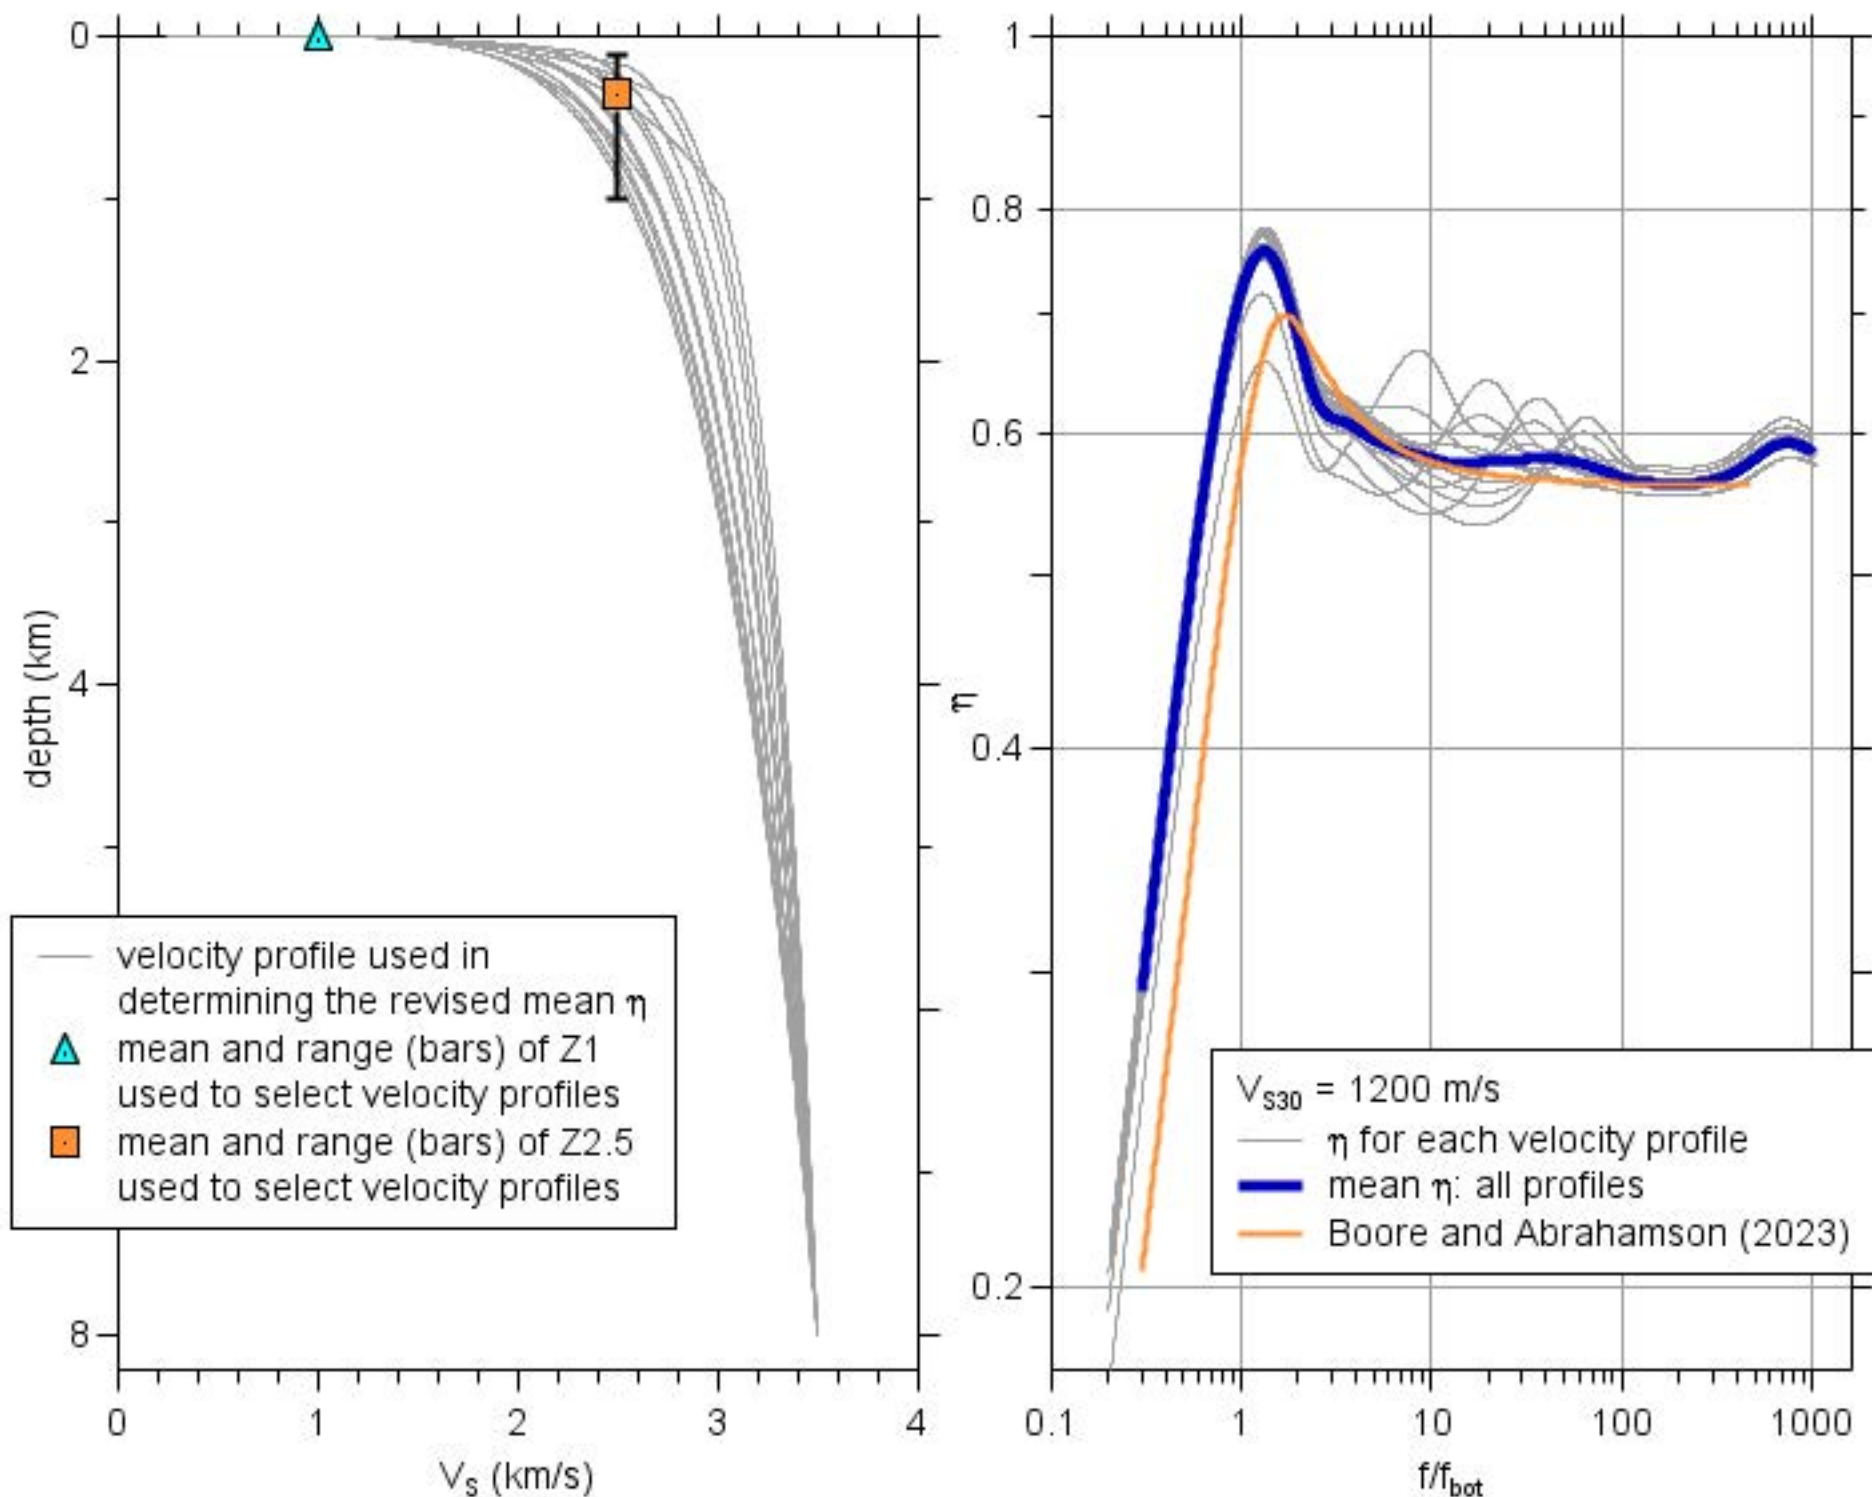 0
2
4
8
depth (km)
0
1
2
3
4
V_S (km/s)
velocity profile used in
determining the revised mean η
mean and range (bars) of Z1
used to select velocity profiles
mean and range (bars) of Z2.5
used to select velocity profiles
1
0.8
0.6
0.4
0.2
η
0.1
1
10
100
1000
f/f_bot
V_S30 = 1200 m/s
η for each velocity profile
mean η: all profiles
Boore and Abrahamson (2023)